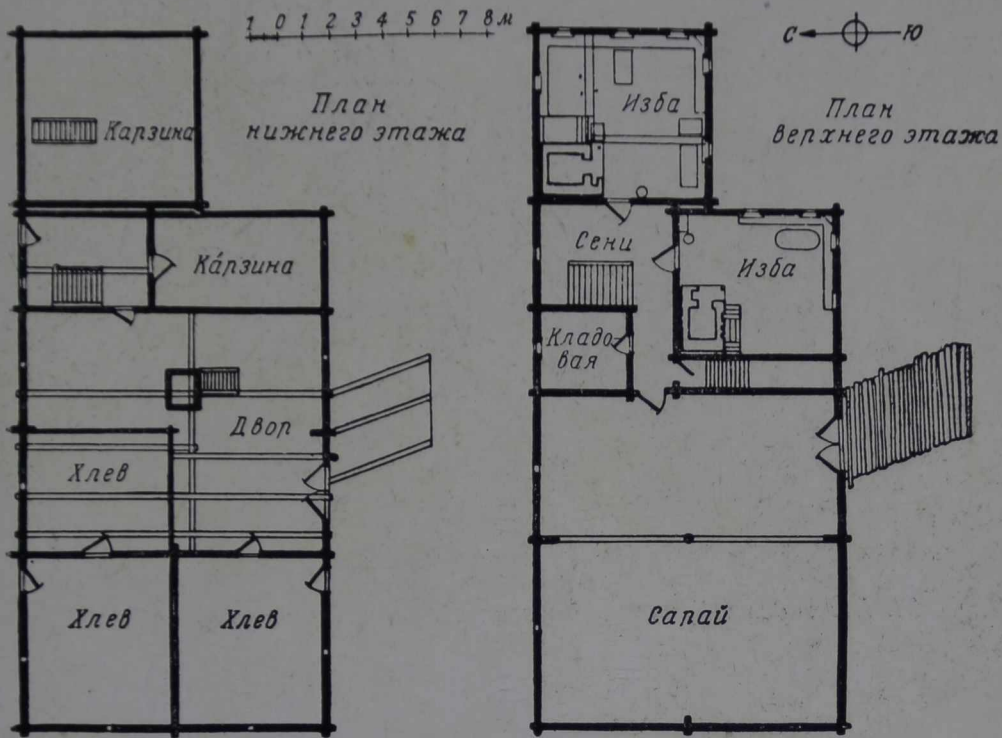 1 0 1 2 3 4 5 6 7 8 м
С Ю
План
нижнего этажа
План
верхнего этажа
Карзина
Изба
Ка́рзина
Сени
Изба
Кладо-
вая
Двор
Хлев
Хлев
Хлев
Сапай